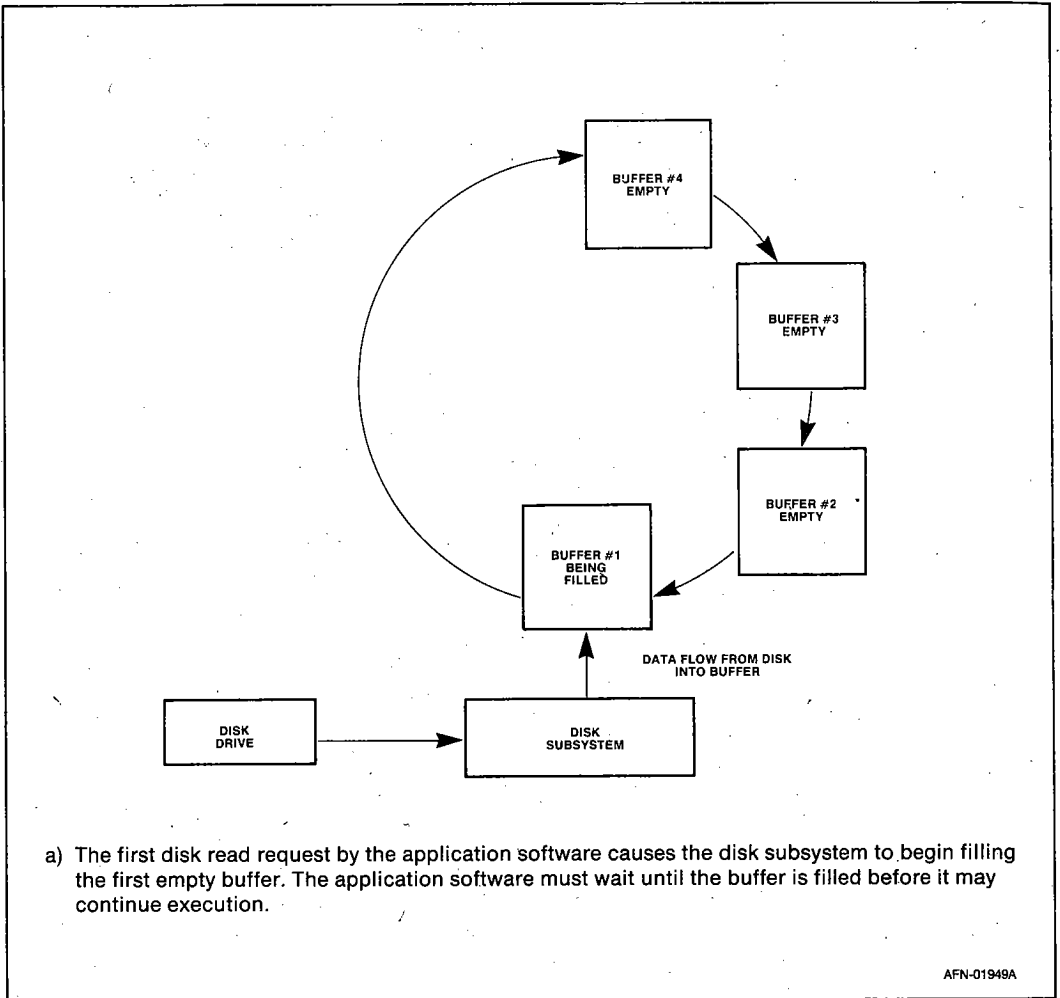 BUFFER #4
EMPTY
BUFFER #3
EMPTY
BUFFER #2
EMPTY
BUFFER #1
BEING
FILLED
DATA FLOW FROM DISK
INTO BUFFER
DISK
DRIVE
DISK
SUBSYSTEM
a) The first disk read request by the application software causes the disk subsystem to begin filling
the first empty buffer. The application software must wait until the buffer is filled before it may
continue execution.
AFN-01949A